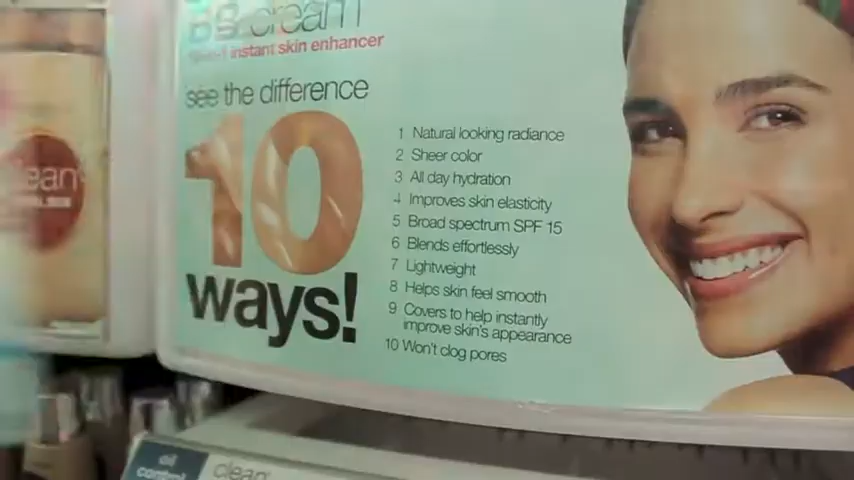 BB cream
instant skin enhancer
see the difference
10
ways!
1 Natural looking radiance
2 Sheer color
3 All day hydration
4 Improves skin elasticity
5 Broad spectrum SPF 15
6 Blends effortlessly
7 Lightweight
8 Helps skin feel smooth
9 Covers to help instantly
improve skin's appearance
10 Won't clog pores
ean
oil
control
clean